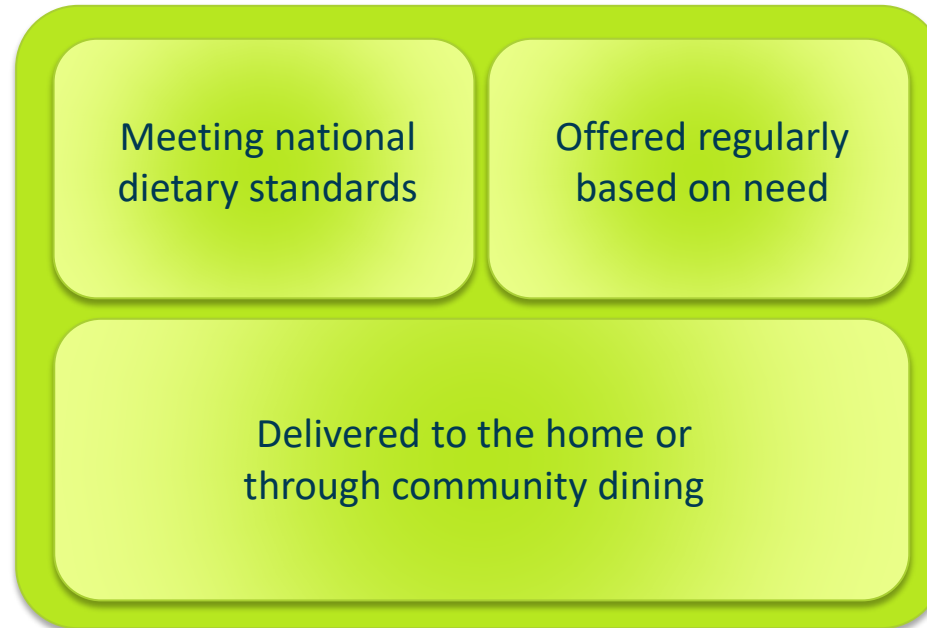 Meeting national
dietary standards
Offered regularly
based on need
Delivered to the home or
through community dining